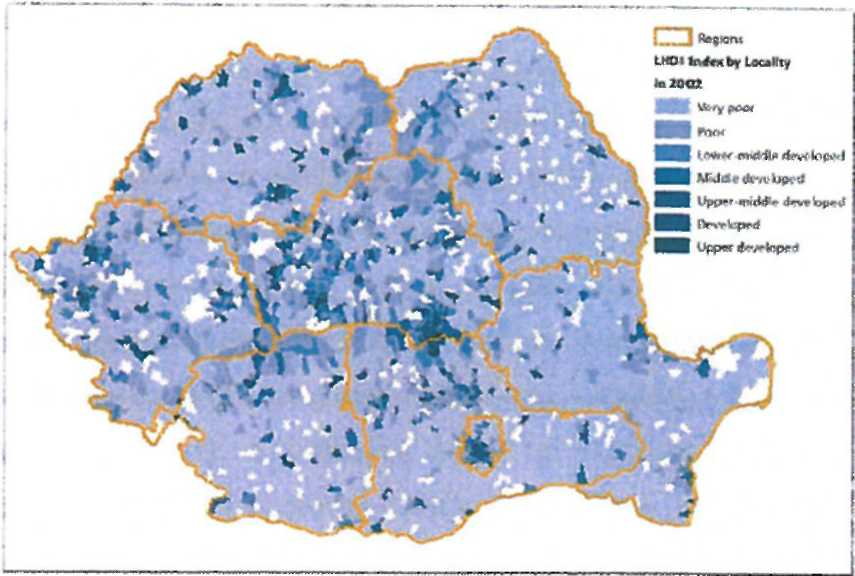 Regions
LHDI Index by Locality
in 2002
Very poor
Poor
Lower-middle developed
Middle developed
Upper-middle developed
Developed
Upper developed